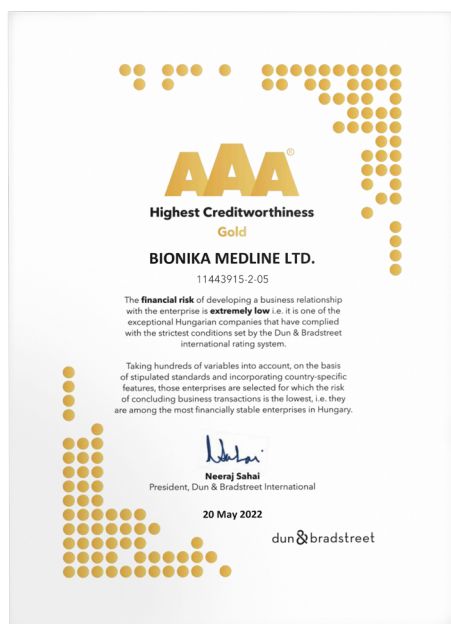 AAA®
Highest Creditworthiness
Gold
BIONIKA MEDLINE LTD.
11443915-2-05
The financial risk of developing a business relationship
with the enterprise is extremely low i.e. it is one of the
exceptional Hungarian companies that have complied
with the strictest conditions set by the Dun & Bradstreet
international rating system.
Taking hundreds of variables into account, on the basis
of stipulated standards and incorporating country-specific
features, those enterprises are selected for which the risk
of concluding business transactions is the lowest, i.e. they
are among the most financially stable enterprises in Hungary.
Neeraj Sahai
President, Dun & Bradstreet International
20 May 2022
dun & bradstreet